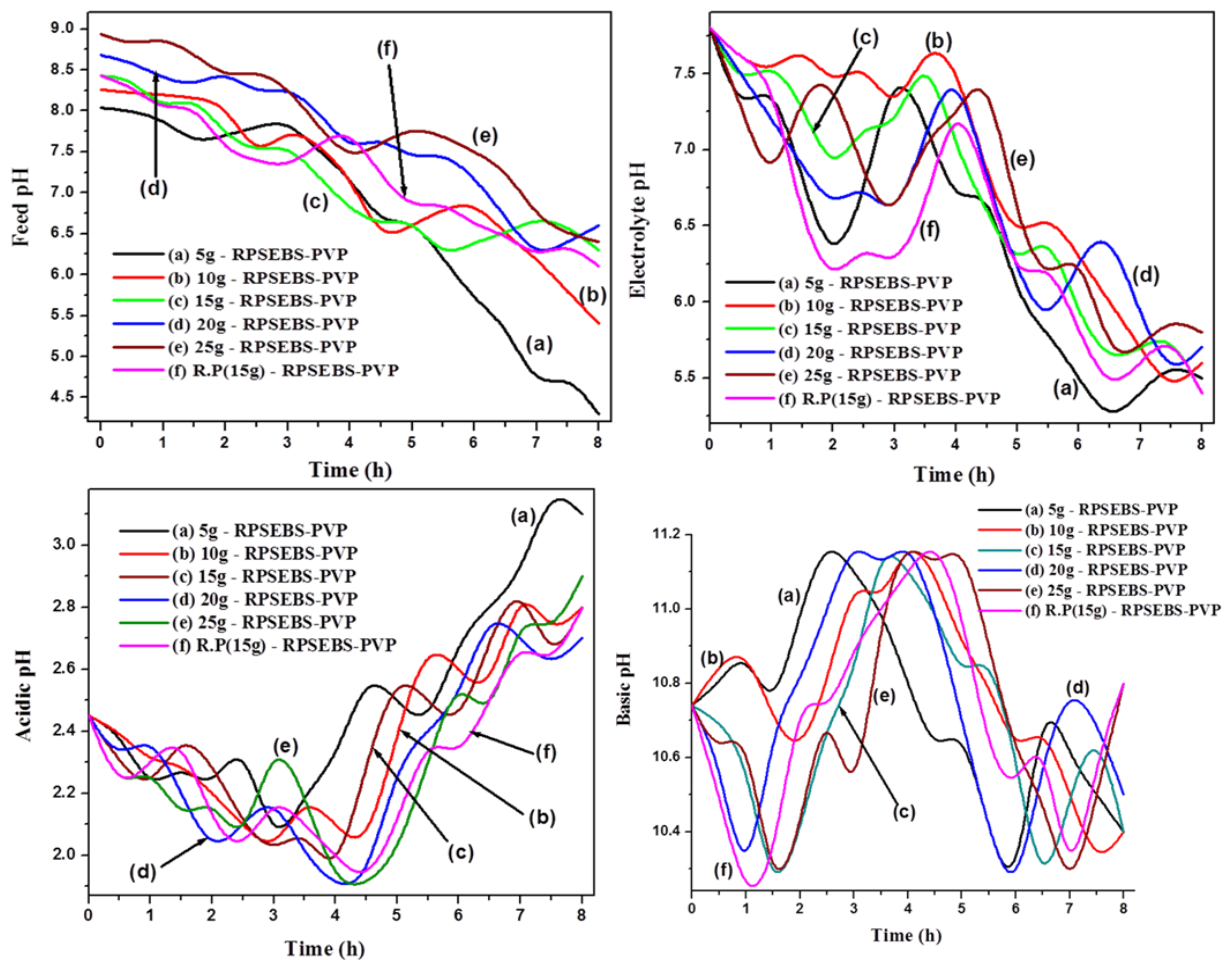 9.0
8.5
8.0
7.5
7.0
6.5
6.0
5.5
5.0
4.5
Feed pH
(f)
(d)
(e)
(c)
(b)
(a)
(a) 5g - RPSEBS-PVP
(b) 10g - RPSEBS-PVP
(c) 15g - RPSEBS-PVP
(d) 20g - RPSEBS-PVP
(e) 25g - RPSEBS-PVP
(f) R.P(15g) - RPSEBS-PVP
0 1 2 3 4 5 6 7 8
Time (h)
7.5
7.0
6.5
6.0
5.5
Electrolyte pH
(c)
(b)
(e)
(f)
(d)
(a)
(a) 5g - RPSEBS-PVP
(b) 10g - RPSEBS-PVP
(c) 15g - RPSEBS-PVP
(d) 20g - RPSEBS-PVP
(e) 25g - RPSEBS-PVP
(f) R.P(15g) - RPSEBS-PVP
0 1 2 3 4 5 6 7 8
Time (h)
3.0
2.8
2.6
2.4
2.2
2.0
Acidic pH
(a) 5g - RPSEBS-PVP
(b) 10g - RPSEBS-PVP
(c) 15g - RPSEBS-PVP
(d) 20g - RPSEBS-PVP
(e) 25g - RPSEBS-PVP
(f) R.P(15g) - RPSEBS-PVP
(a)
(e)
(f)
(b)
(c)
(d)
0 1 2 3 4 5 6 7 8
Time (h)
11.2
11.0
10.8
10.6
10.4
Basic pH
(a) 5g - RPSEBS-PVP
(b) 10g - RPSEBS-PVP
(c) 15g - RPSEBS-PVP
(d) 20g - RPSEBS-PVP
(e) 25g - RPSEBS-PVP
(f) R.P(15g) - RPSEBS-PVP
(a)
(b)
(e)
(d)
(c)
(f)
0 1 2 3 4 5 6 7 8
Time (h)